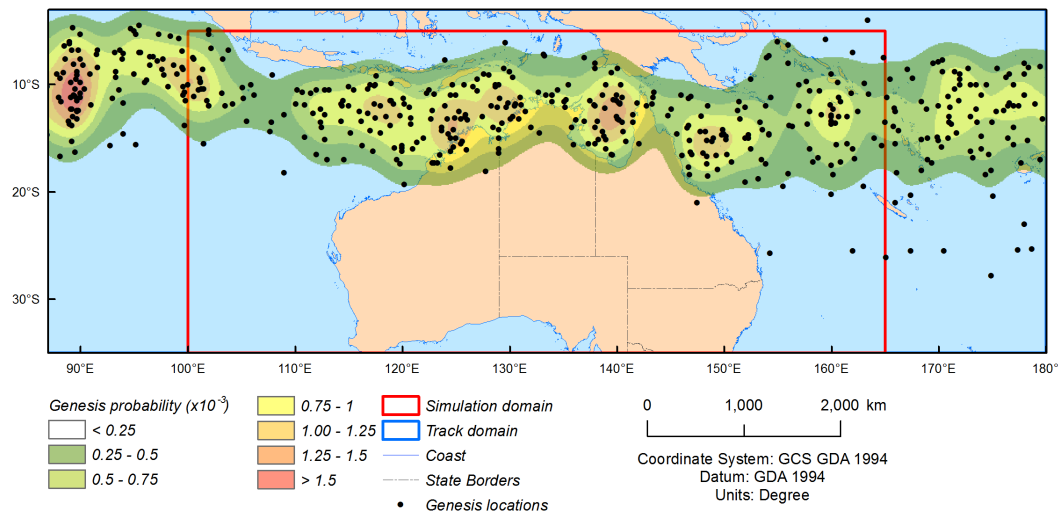 10°S
20°S
30°S
90°E 100°E 110°E 120°E 130°E 140°E 150°E 160°E 170°E 180°
Genesis probability (x10⁻³)
< 0.25
0.25 - 0.5
0.5 - 0.75
0.75 - 1
1.00 - 1.25
1.25 - 1.5
> 1.5
Simulation domain
Track domain
Coast
State Borders
Genesis locations
0 1,000 2,000 km
Coordinate System: GCS GDA 1994
Datum: GDA 1994
Units: Degree